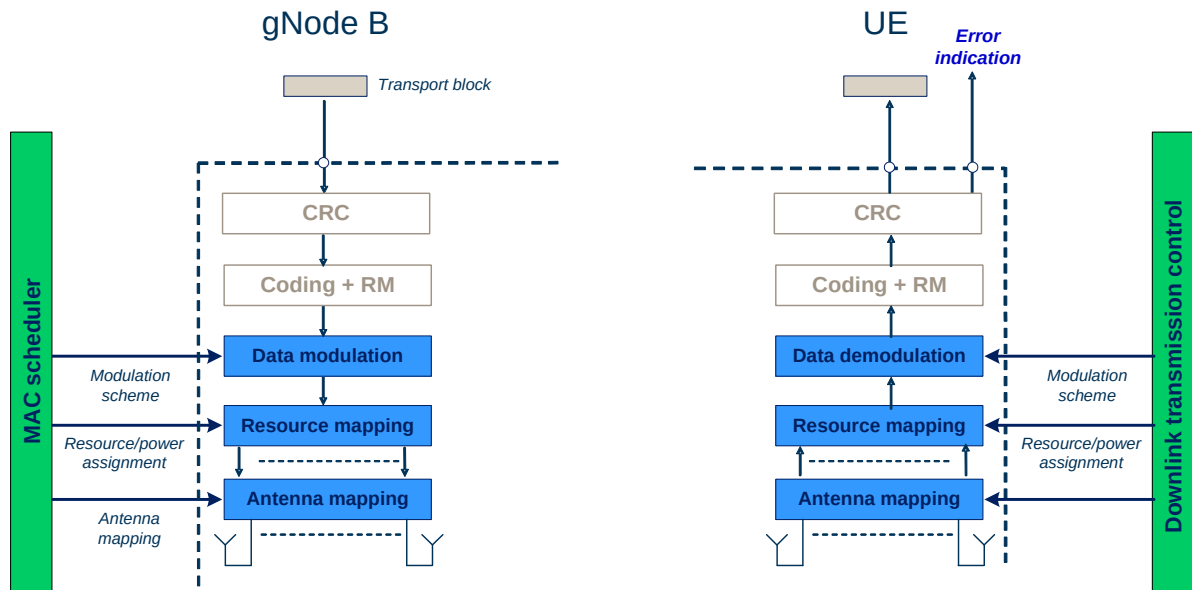 gNode B
UE
Error
indication
Transport block
MAC scheduler
CRC
Coding + RM
Data modulation
Resource mapping
Antenna mapping
Modulation
scheme
Resource/power
assignment
Antenna
mapping
CRC
Coding + RM
Data demodulation
Resource mapping
Antenna mapping
Modulation
scheme
Resource/power
assignment
Downlink transmission control